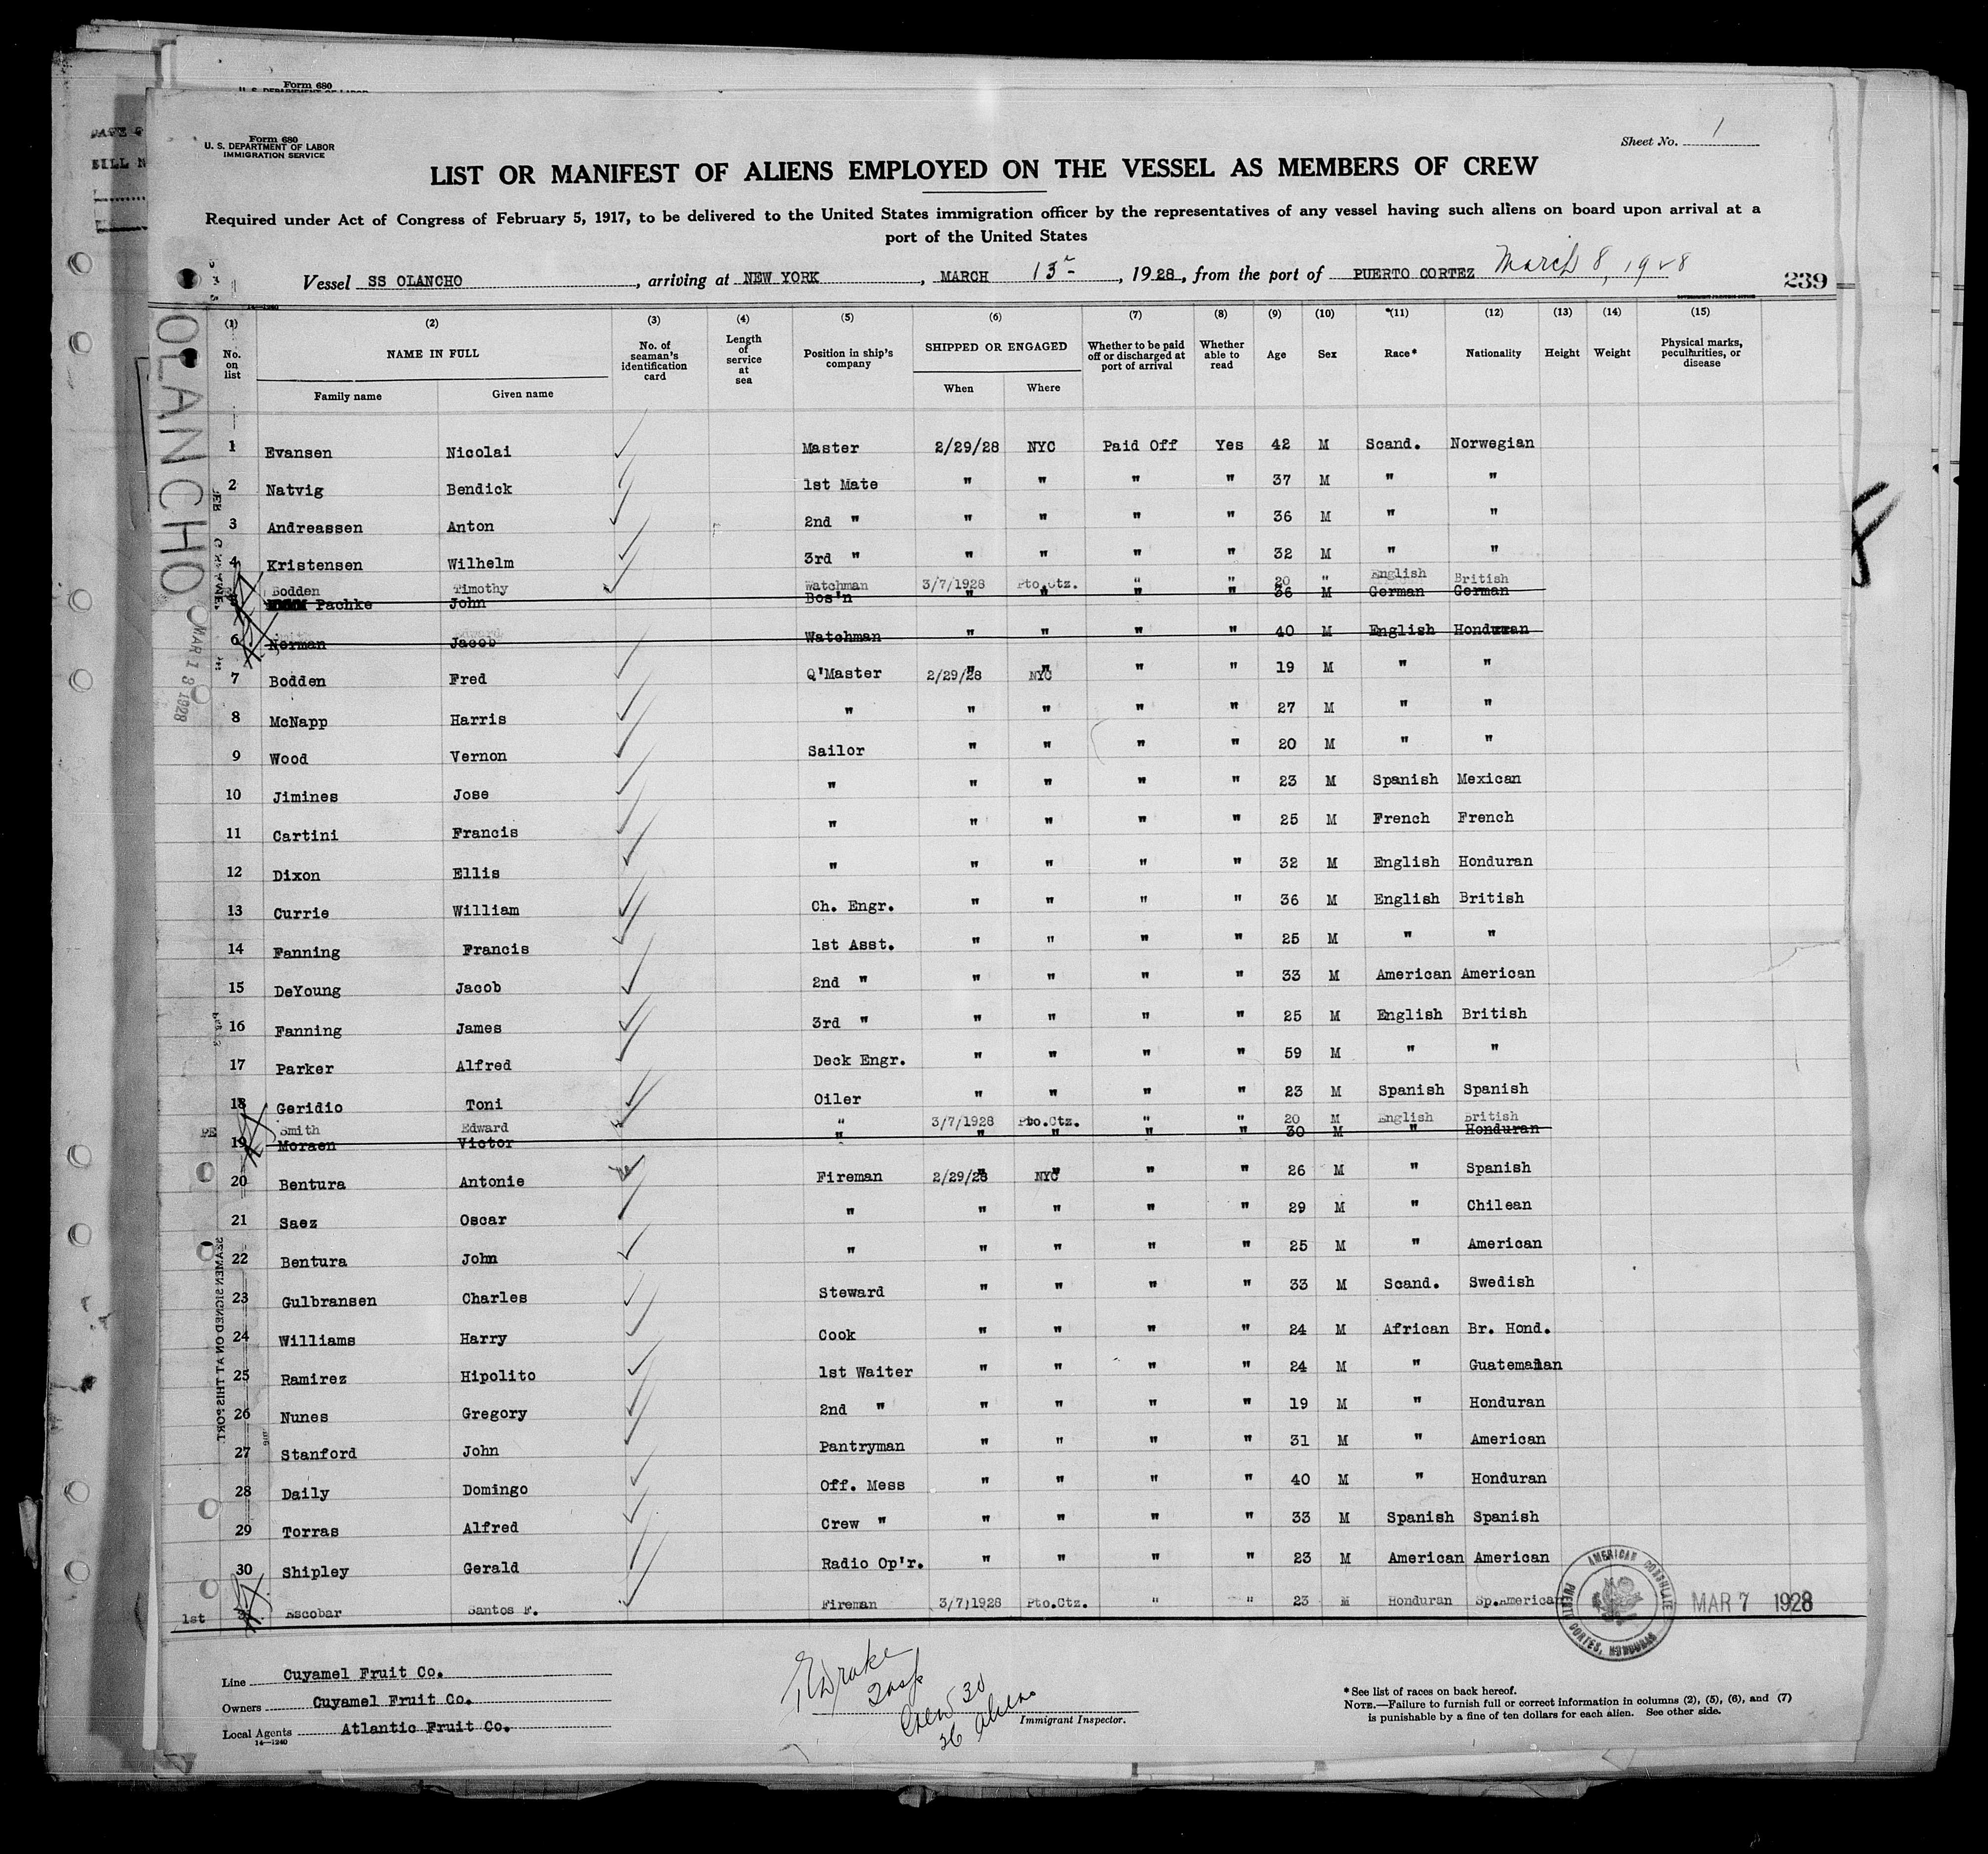 Form 680
Form 680
U. S. DEPARTMENT OF LABOR
IMMIGRATION SERVICE
Sheet No. 1
LIST OR MANIFEST OF ALIENS EMPLOYED ON THE VESSEL AS MEMBERS OF CREW
Required under Act of Congress of February 5, 1917, to be delivered to the United States immigration officer by the representatives of any vessel having such aliens on board upon arrival at a
port of the United States
Vessel SS OLANCHO, arriving at NEW YORK, MARCH 13, 1928, from the port of PUERTO CORTEZ March 8, 1928
239
OLANCHO
MAR 13 1928
(1) (2) (3) (4) (5) (6) (7) (8) (9) (10) *(11) (12) (13) (14) (15)
No. on list NAME IN FULL No. of seaman's identification card Length of service at sea Position in ship's company SHIPPED OR ENGAGED Whether to be paid off or discharged at port of arrival Whether able to read Age Sex Race* Nationality Height Weight Physical marks, peculiarities, or disease
Family name Given name When Where
1 Evansen Nicolai Master 2/29/28 NYC Paid Off Yes 42 M Scand. Norwegian
2 Natvig Bendick 1st Mate " " " " 37 M " "
3 Andreassen Anton 2nd " " " " " 36 M " "
4 Kristensen Wilhelm 3rd " " " " " 32 M " "
Bodden Timothy Watchman 3/7/1928 Pto.Ctz. " " 20 " English British
5 Pachke John Bos'n " " " " 36 M German German
6 Norman Jacob Watchman " " " " 40 M English Honduran
7 Bodden Fred Q'Master 2/29/28 NYC " " 19 M " "
8 McNapp Harris " " " " " 27 M " "
9 Wood Vernon Sailor " " " " 20 M " "
10 Jimines Jose " " " " " 23 M Spanish Mexican
11 Cartini Francis " " " " " 25 M French French
12 Dixon Ellis " " " " " 32 M English Honduran
13 Currie William Ch. Engr. " " " " 36 M English British
14 Fanning Francis 1st Asst. " " " " 25 M " "
15 DeYoung Jacob 2nd " " " " " 33 M American American
16 Fanning James 3rd " " " " " 25 M English British
17 Parker Alfred Deck Engr. " " " " 59 M " "
18 Geridio Toni Oiler " " " " 23 M Spanish Spanish
Smith Edward " 3/7/1928 Pto.Ctz. " " 20 M English British
19 Moraen Victor " " " " " 30 M " Honduran
20 Bentura Antonie Fireman 2/29/28 NYC " " 26 M " Spanish
21 Saez Oscar " " " " " 29 M " Chilean
22 Bentura John " " " " " 25 M " American
23 Gulbransen Charles Steward " " " " 33 M Scand. Swedish
24 Williams Harry Cook " " " " 24 M African Br. Hond.
25 Ramirez Hipolito 1st Waiter " " " " 24 M " Guatemalan
26 Nunes Gregory 2nd " " " " " 19 M " Honduran
27 Stanford John Pantryman " " " " 31 M " American
28 Daily Domingo Off. Mess " " " " 40 M " Honduran
29 Torras Alfred Crew " " " " " 33 M Spanish Spanish
30 Shipley Gerald Radio Op'r. " " " " 23 M American American
1st Escobar Santos F. Fireman 3/7/1928 Pto.Ctz. " " 23 M Honduran Sp.American
SEAMEN SIGNED ON AT THIS PORT.
AMERICAN CONSULATE
PUERTO CORTES, HONDURAS
MAR 7 1928
Line Cuyamel Fruit Co.
Owners Cuyamel Fruit Co.
Local Agents Atlantic Fruit Co.
14—1240
Drake
Insp
Crew 30
26 Aliens
Immigrant Inspector.
*See list of races on back hereof.
NOTE.—Failure to furnish full or correct information in columns (2), (5), (6), and (7)
is punishable by a fine of ten dollars for each alien. See other side.